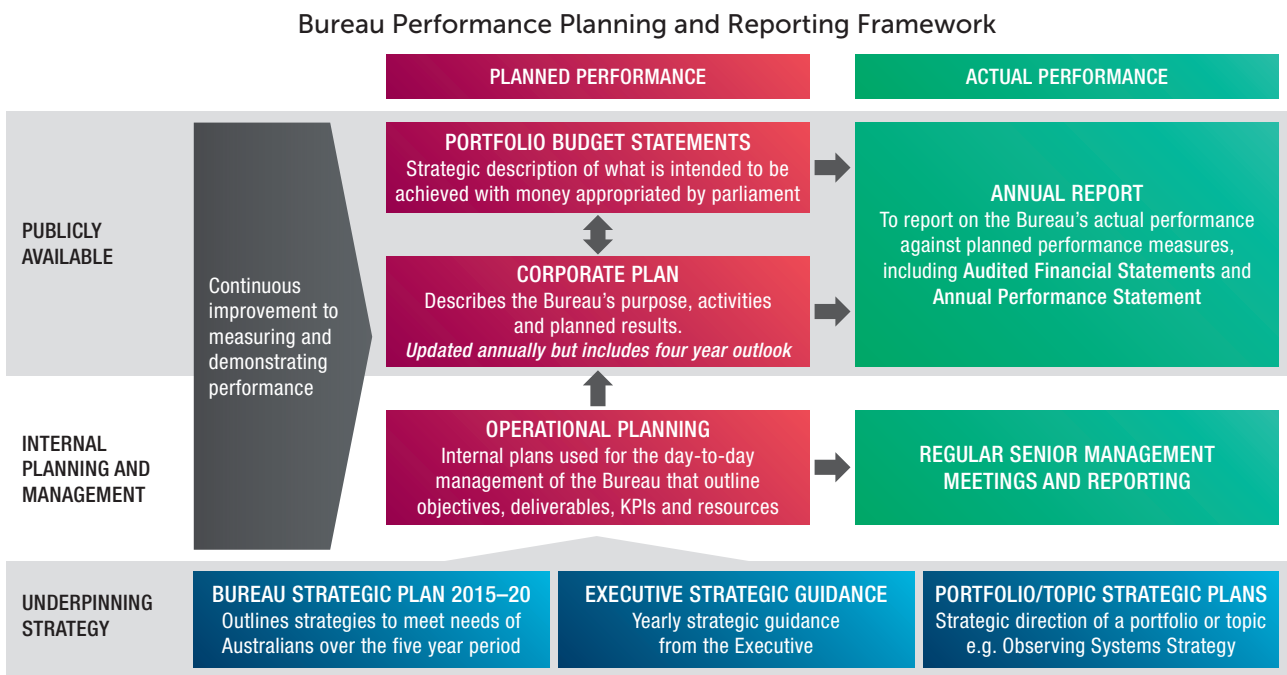 Bureau Performance Planning and Reporting Framework
PLANNED PERFORMANCE
ACTUAL PERFORMANCE
PUBLICLY
AVAILABLE
Continuous
improvement to
measuring and
demonstrating
performance
PORTFOLIO BUDGET STATEMENTS
Strategic description of what is intended to be
achieved with money appropriated by parliament
CORPORATE PLAN
Describes the Bureau's purpose, activities
and planned results.
Updated annually but includes four year outlook
ANNUAL REPORT
To report on the Bureau's actual performance
against planned performance measures,
including Audited Financial Statements and
Annual Performance Statement
INTERNAL
PLANNING AND
MANAGEMENT
OPERATIONAL PLANNING
Internal plans used for the day-to-day
management of the Bureau that outline
objectives, deliverables, KPIs and resources
REGULAR SENIOR MANAGEMENT
MEETINGS AND REPORTING
UNDERPINNING
STRATEGY
BUREAU STRATEGIC PLAN 2015–20
Outlines strategies to meet needs of
Australians over the five year period
EXECUTIVE STRATEGIC GUIDANCE
Yearly strategic guidance
from the Executive
PORTFOLIO/TOPIC STRATEGIC PLANS
Strategic direction of a portfolio or topic
e.g. Observing Systems Strategy